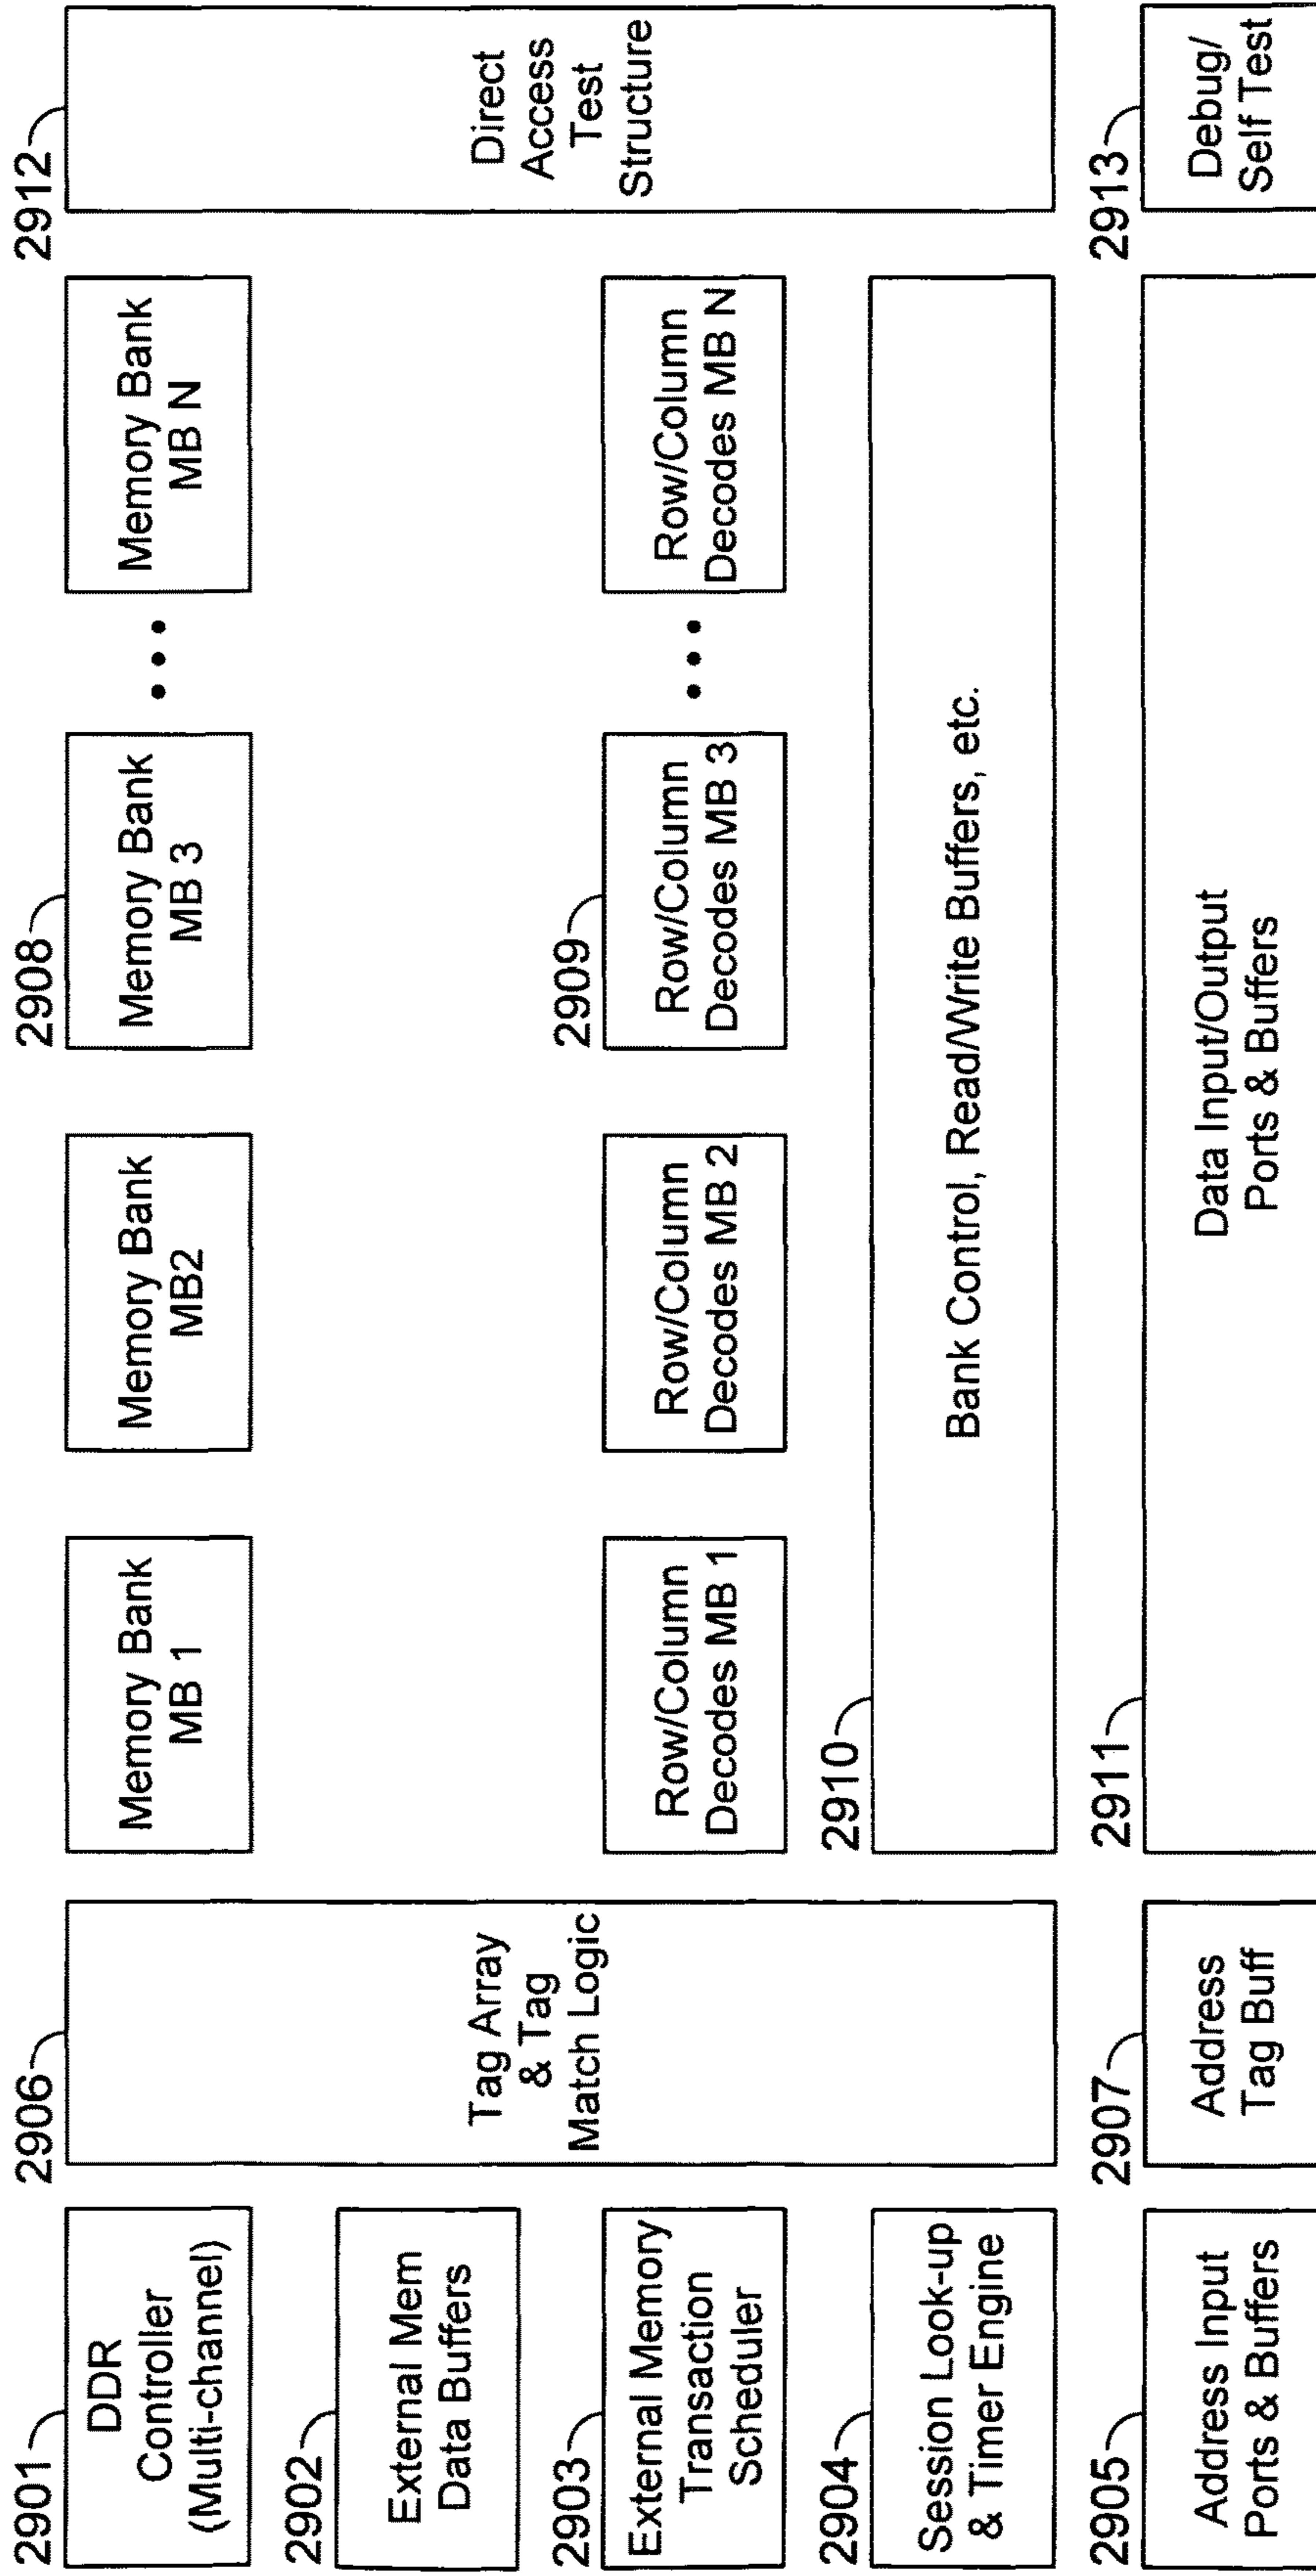 2901
DDR
Controller
(Multi-channel)
2902
External Mem
Data Buffers
2903
External Memory
Transaction
Scheduler
2904
Session Look-up
& Timer Engine
2905
Address Input
Ports & Buffers
2906
Tag Array
& Tag
Match Logic
2907
Address
Tag Buff
Memory Bank
MB 1
Memory Bank
MB2
2908
Memory Bank
MB 3
•••
Memory Bank
MB N
Row/Column
Decodes MB 1
Row/Column
Decodes MB 2
2909
Row/Column
Decodes MB 3
•••
Row/Column
Decodes MB N
2910
Bank Control, Read/Write Buffers, etc.
2911
Data Input/Output
Ports & Buffers
2912
Direct
Access
Test
Structure
2913
Debug/
Self Test